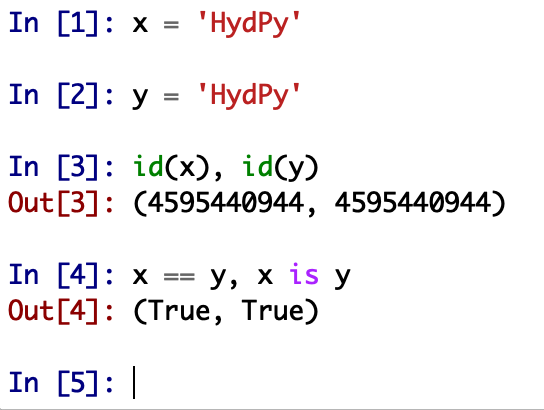 In [1]: x = 'HydPy'
In [2]: y = 'HydPy'
In [3]: id(x), id(y)
Out[3]: (4595440944, 4595440944)
In [4]: x == y, x is y
Out[4]: (True, True)
In [5]: